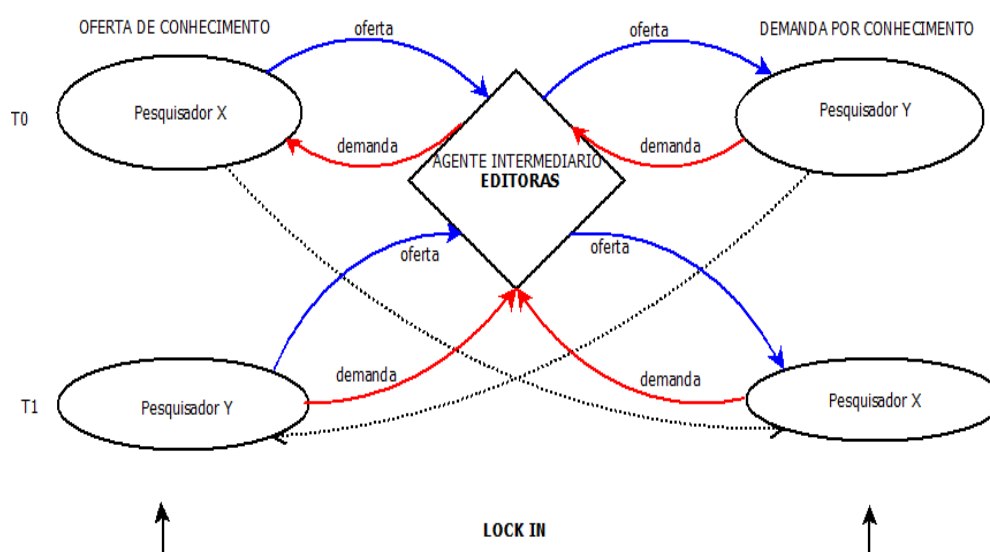 OFERTA DE CONHECIMENTO
oferta
oferta
DEMANDA POR CONHECIMENTO
T0
Pesquisador X
Pesquisador Y
demanda
demanda
AGENTE INTERMEDIARIO
EDITORAS
oferta
oferta
demanda
demanda
T1
Pesquisador Y
Pesquisador X
LOCK IN